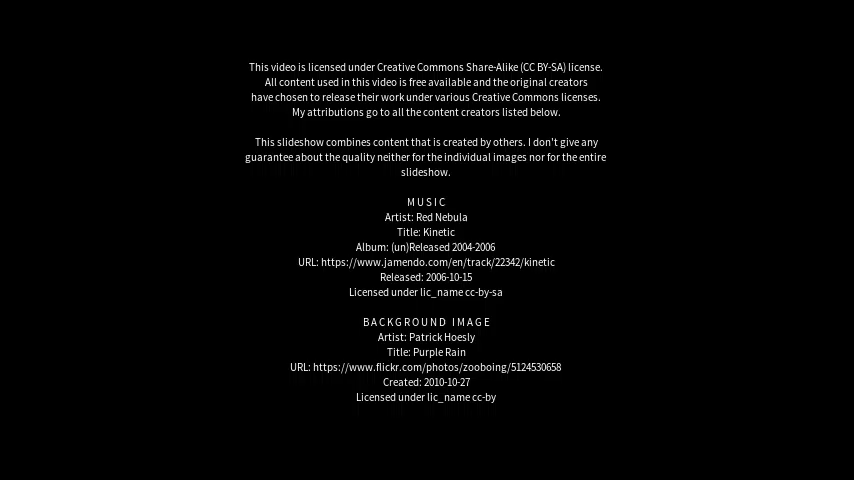 This video is licensed under Creative Commons Share-Alike (CC BY-SA) license.
All content used in this video is free available and the original creators
have chosen to release their work under various Creative Commons licenses.
My attributions go to all the content creators listed below.
This slideshow combines content that is created by others. I don't give any
guarantee about the quality neither for the individual images nor for the entire
slideshow.
MUSIC
Artist: Red Nebula
Title: Kinetic
Album: (un)Released 2004-2006
URL: https://www.jamendo.com/en/track/22342/kinetic
Released: 2006-10-15
Licensed under lic_name cc-by-sa
BACKGROUND IMAGE
Artist: Patrick Hoesly
Title: Purple Rain
URL: https://www.flickr.com/photos/zooboing/5124530658
Created: 2010-10-27
Licensed under lic_name cc-by